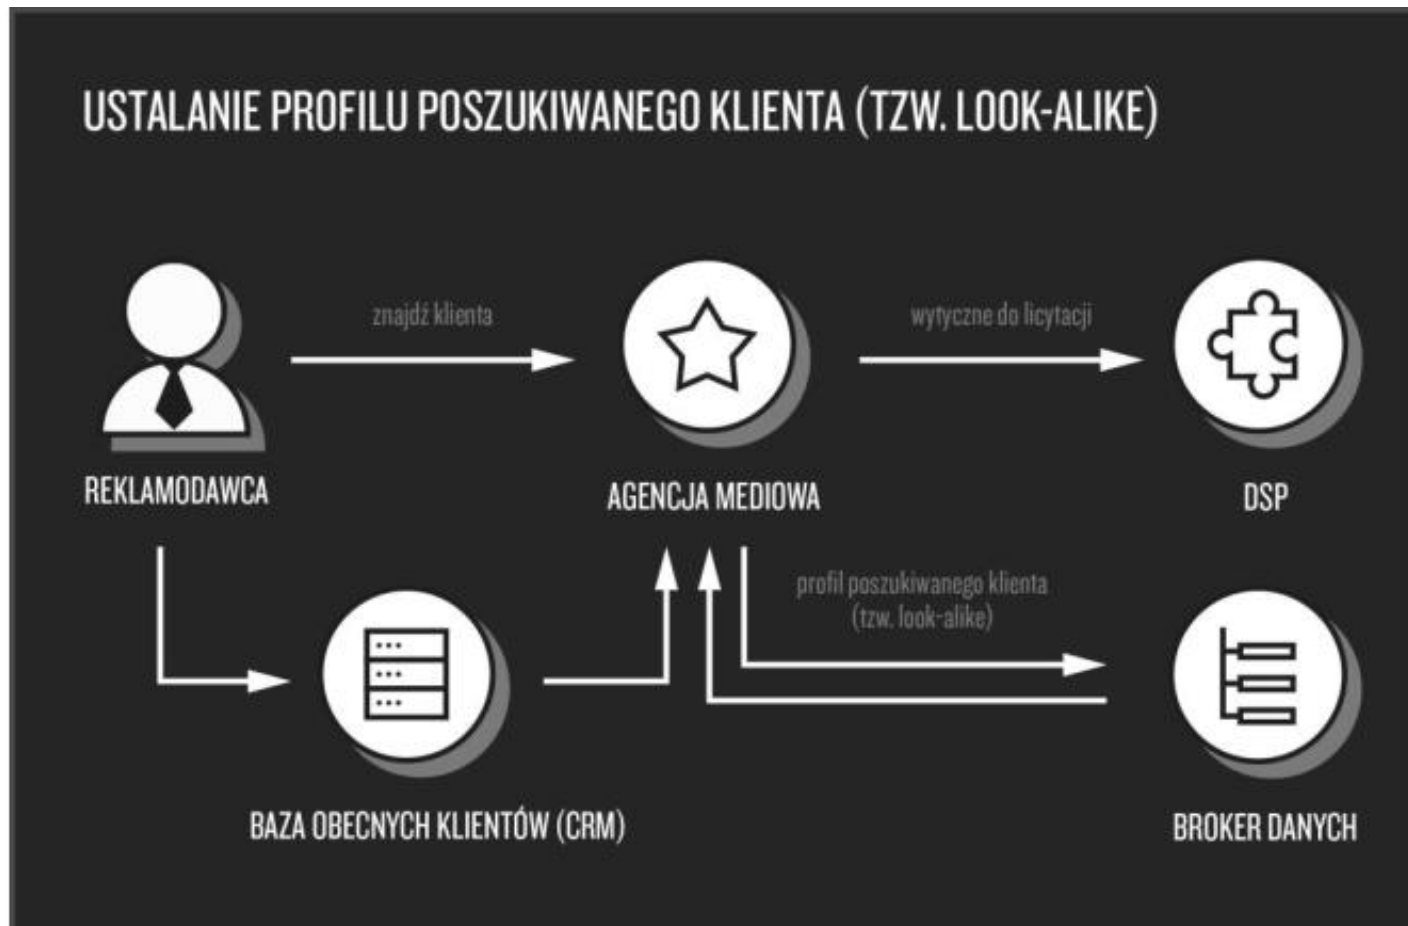 USTALANIE PROFILU POSZUKIWANEGO KLIENTA (TZW. LOOK-ALIKE)
znajdź klienta
wytyczne do licytacji
REKLAMODAWCA
AGENCJA MEDIOWA
DSP
profil poszukiwanego klienta
(tzw. look-alike)
BAZA OBECNYCH KLIENTÓW (CRM)
BROKER DANYCH